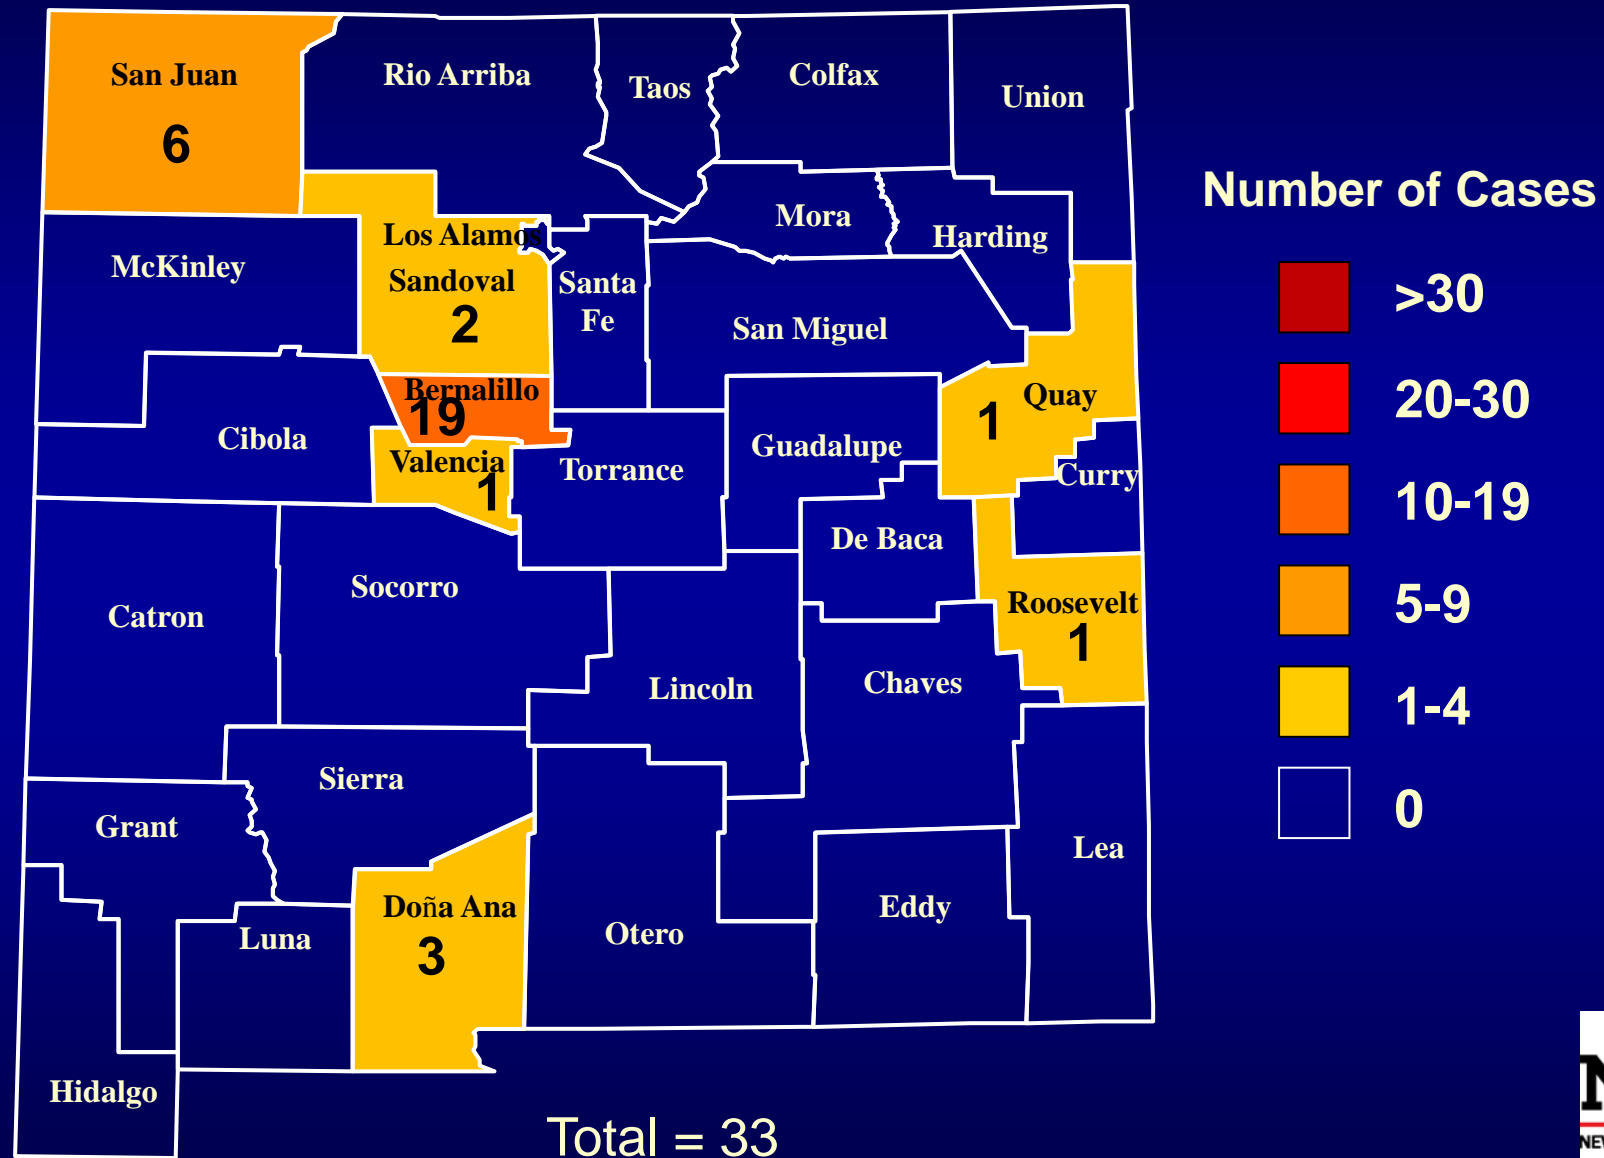 San Juan
6
Rio Arriba
Taos
Colfax
Union
Number of Cases
Mora
Harding
Los Alamos
McKinley
Sandoval
2
Santa
Fe
San Miguel
>30
20-30
Bernalillo
19
Quay
1
Cibola
Guadalupe
Valencia
1
Torrance
Curry
10-19
De Baca
Socorro
Catron
Roosevelt
1
5-9
Lincoln
Chaves
1-4
Sierra
Grant
0
Lea
Doña Ana
3
Eddy
Otero
Luna
Hidalgo
Total = 33
N
NEV